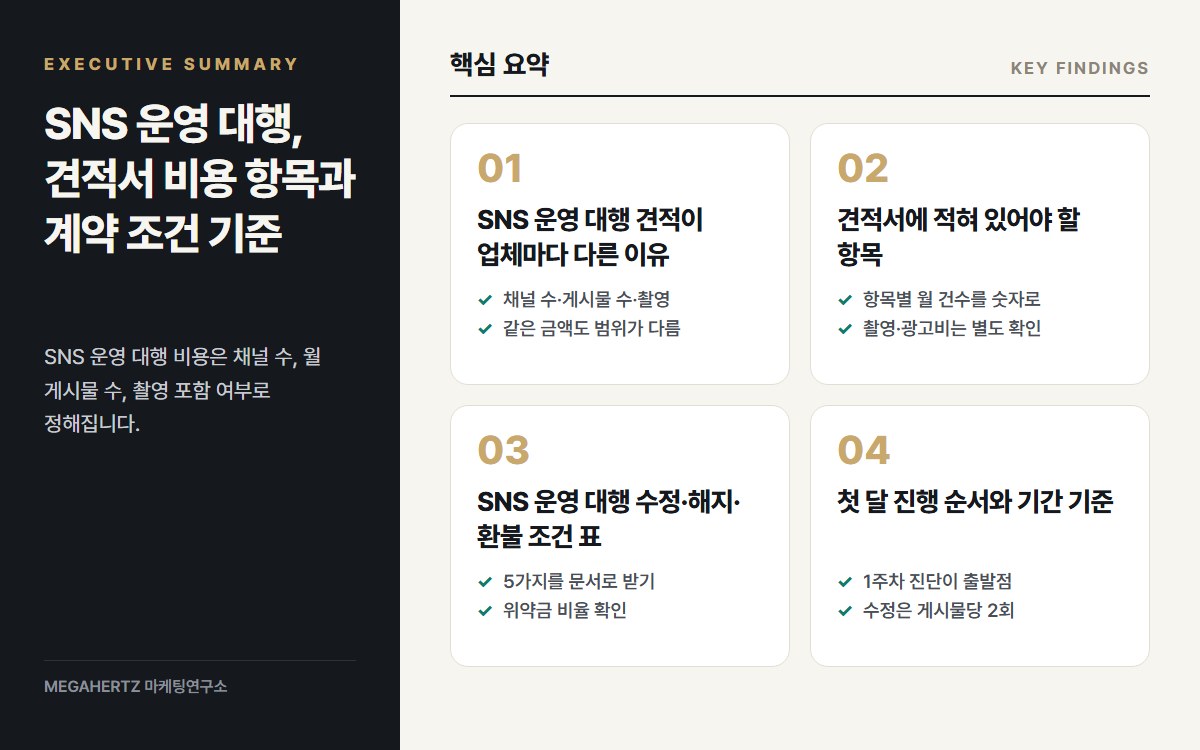 EXECUTIVE SUMMARY
SNS 운영 대행,
견적서 비용 항목과
계약 조건 기준
SNS 운영 대행 비용은 채널 수, 월
게시물 수, 촬영 포함 여부로
정해집니다.
MEGAHERTZ 마케팅연구소
핵심 요약
KEY FINDINGS
01
SNS 운영 대행 견적이
업체마다 다른 이유
✓ 채널 수·게시물 수·촬영
✓ 같은 금액도 범위가 다름
02
견적서에 적혀 있어야 할
항목
✓ 항목별 월 건수를 숫자로
✓ 촬영·광고비는 별도 확인
03
SNS 운영 대행 수정·해지·
환불 조건 표
✓ 5가지를 문서로 받기
✓ 위약금 비율 확인
04
첫 달 진행 순서와 기간 기준
✓ 1주차 진단이 출발점
✓ 수정은 게시물당 2회